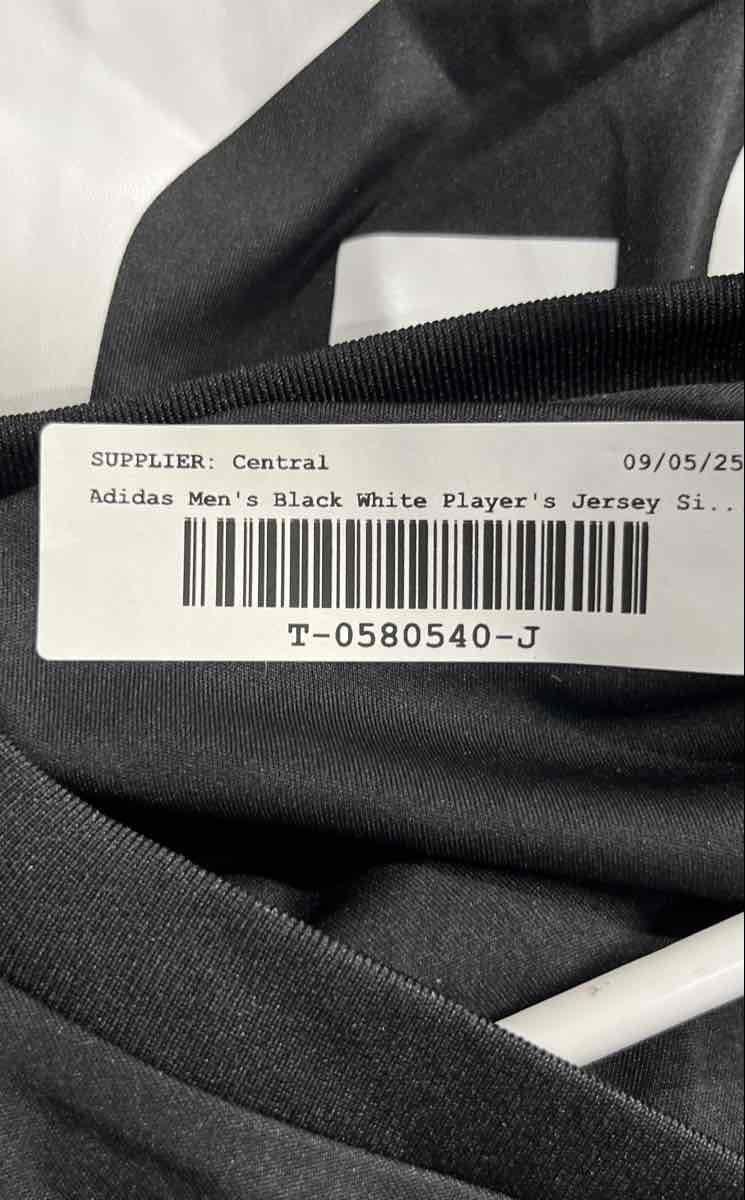 SUPPLIER: Central 09/05/25
Adidas Men's Black White Player's Jersey Si..
T-0580540-J